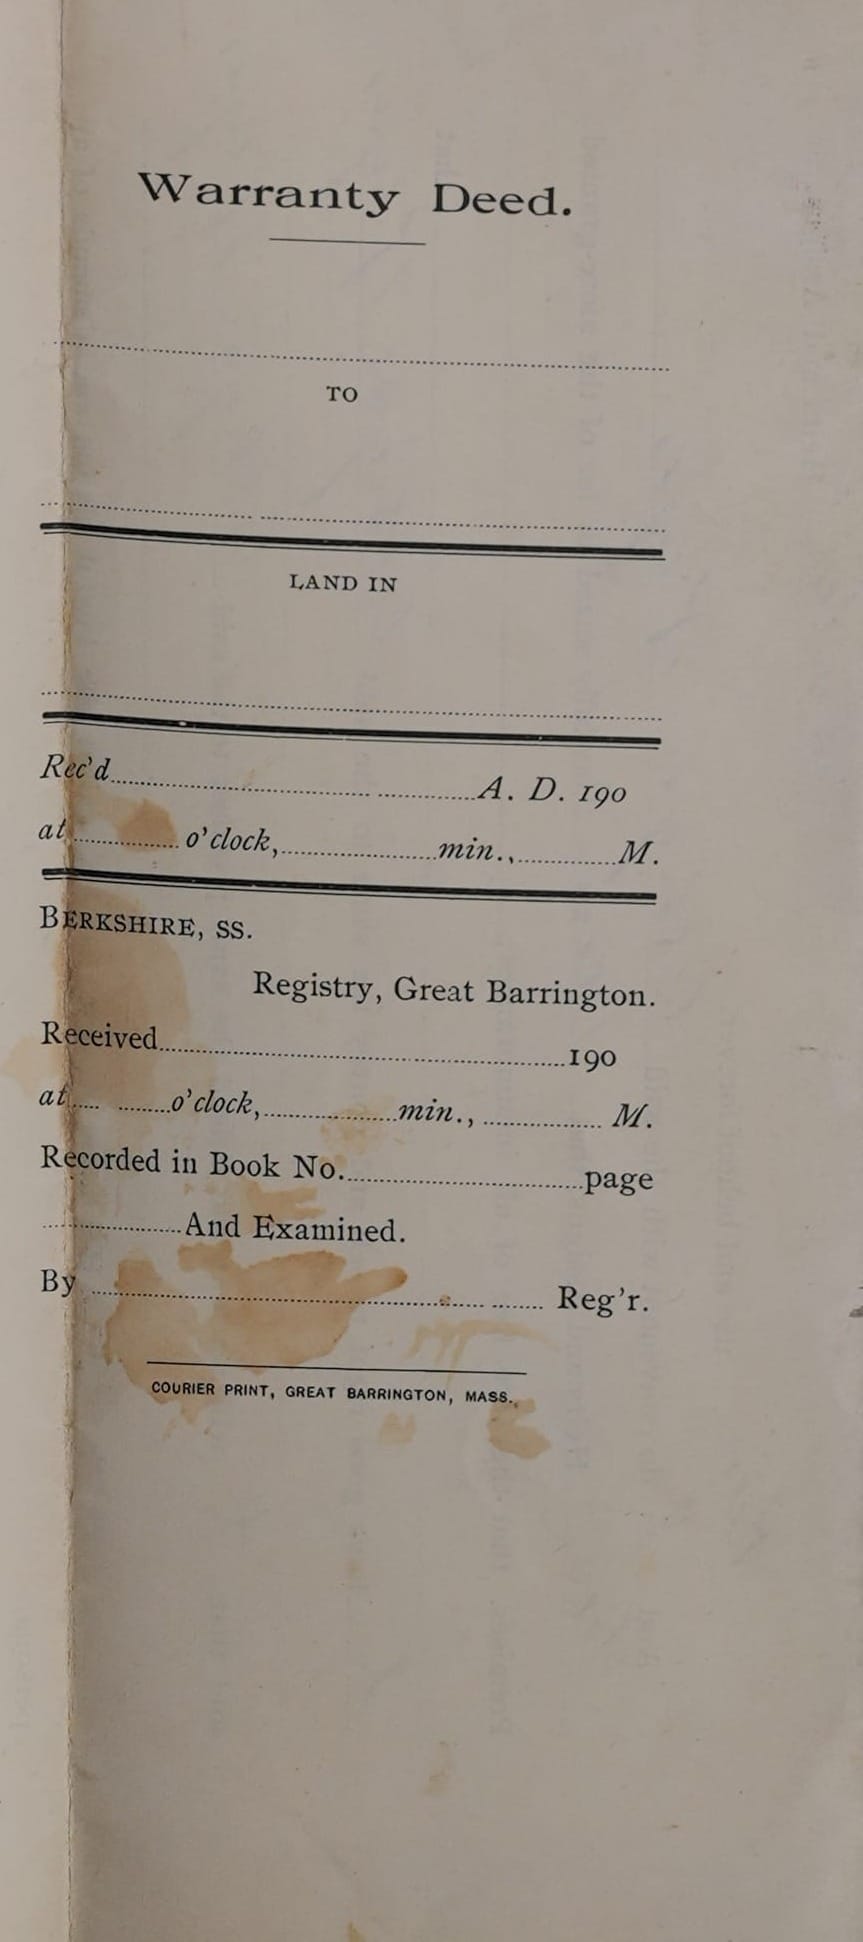 Warranty Deed.
TO
LAND IN
Rec'd........................A. D. 190
at............ o'clock,..................min.,............M.
BERKSHIRE, SS.
Registry, Great Barrington.
Received........................190
at............o'clock,..................min.,............ M.
Recorded in Book No.........................page
............And Examined.
By ........................ Reg'r.
COURIER PRINT, GREAT BARRINGTON, MASS.